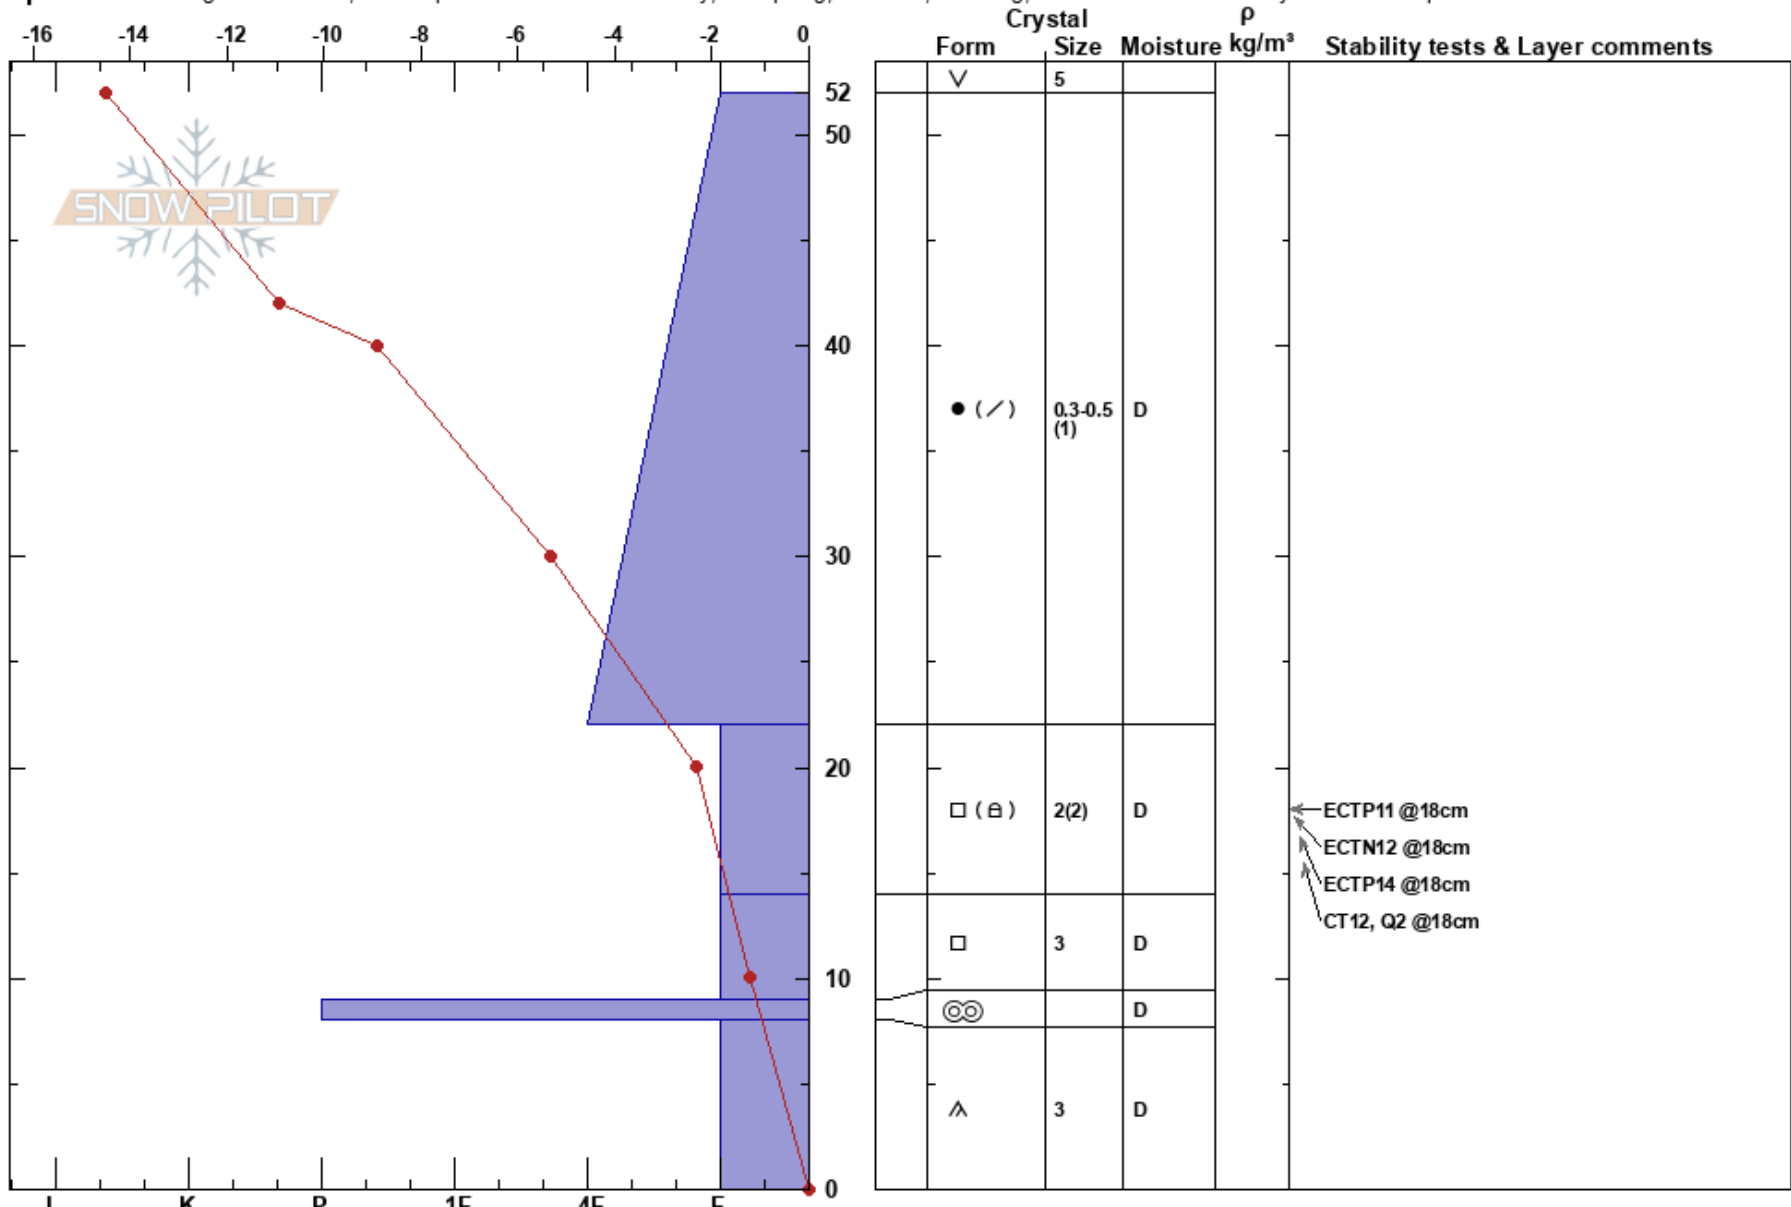 Crystal ρ
-16 -14 -12 -10 -8 -6 -4 -2 0 Form Size Moisture kg/m³ Stability tests & Layer comments
V 5
52
50
SNOW PILOT
40
● (╱) 0.3-0.5 D
(1)
30
20
□ (⌂) 2(2) D ECTP11 @18cm
ECTN12 @18cm
ECTP14 @18cm
CT12, Q2 @18cm
□ 3 D
10
D
3 D
0
I K P 1F 4F F